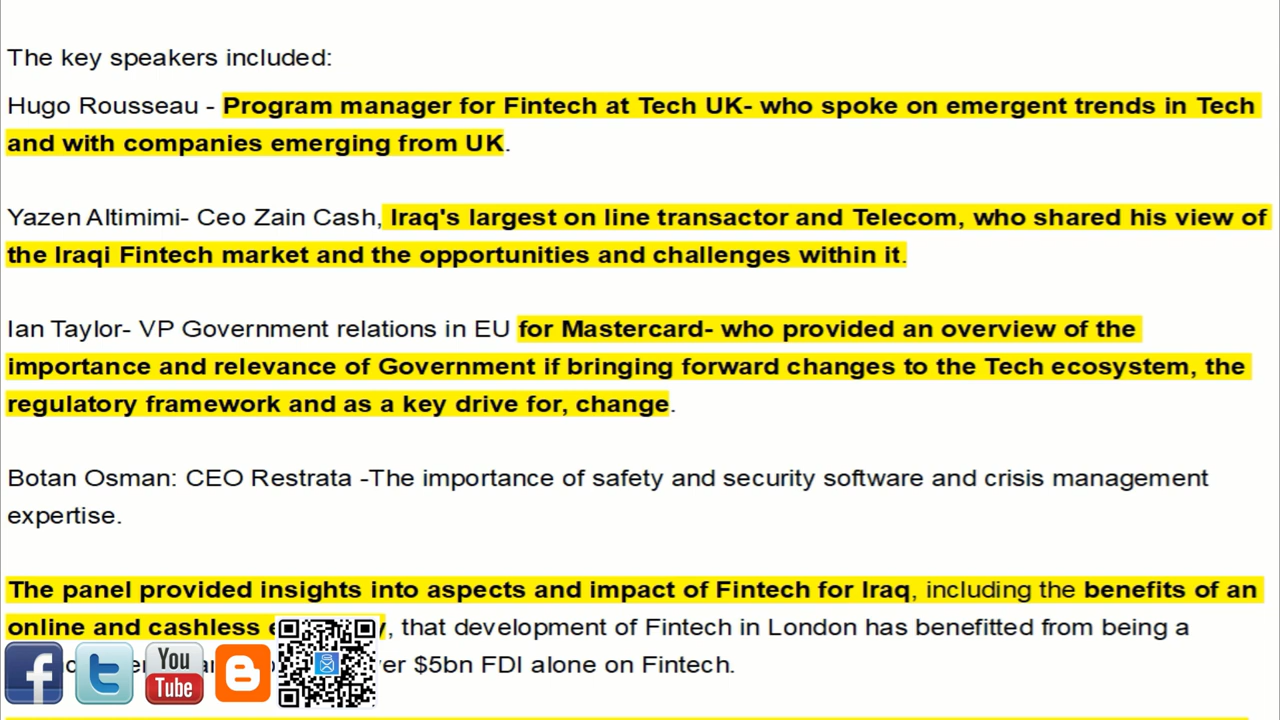 The key speakers included:
Hugo Rousseau - Program manager for Fintech at Tech UK- who spoke on emergent trends in Tech
and with companies emerging from UK.
Yazen Altimimi- Ceo Zain Cash, Iraq's largest on line transactor and Telecom, who shared his view of
the Iraqi Fintech market and the opportunities and challenges within it.
Ian Taylor- VP Government relations in EU for Mastercard- who provided an overview of the
importance and relevance of Government if bringing forward changes to the Tech ecosystem, the
regulatory framework and as a key drive for, change.
Botan Osman: CEO Restrata -The importance of safety and security software and crisis management
expertise.
The panel provided insights into aspects and impact of Fintech for Iraq, including the benefits of an
online and cashless , that development of Fintech in London has benefitted from being a
$5bn FDI alone on Fintech.
You
Tube